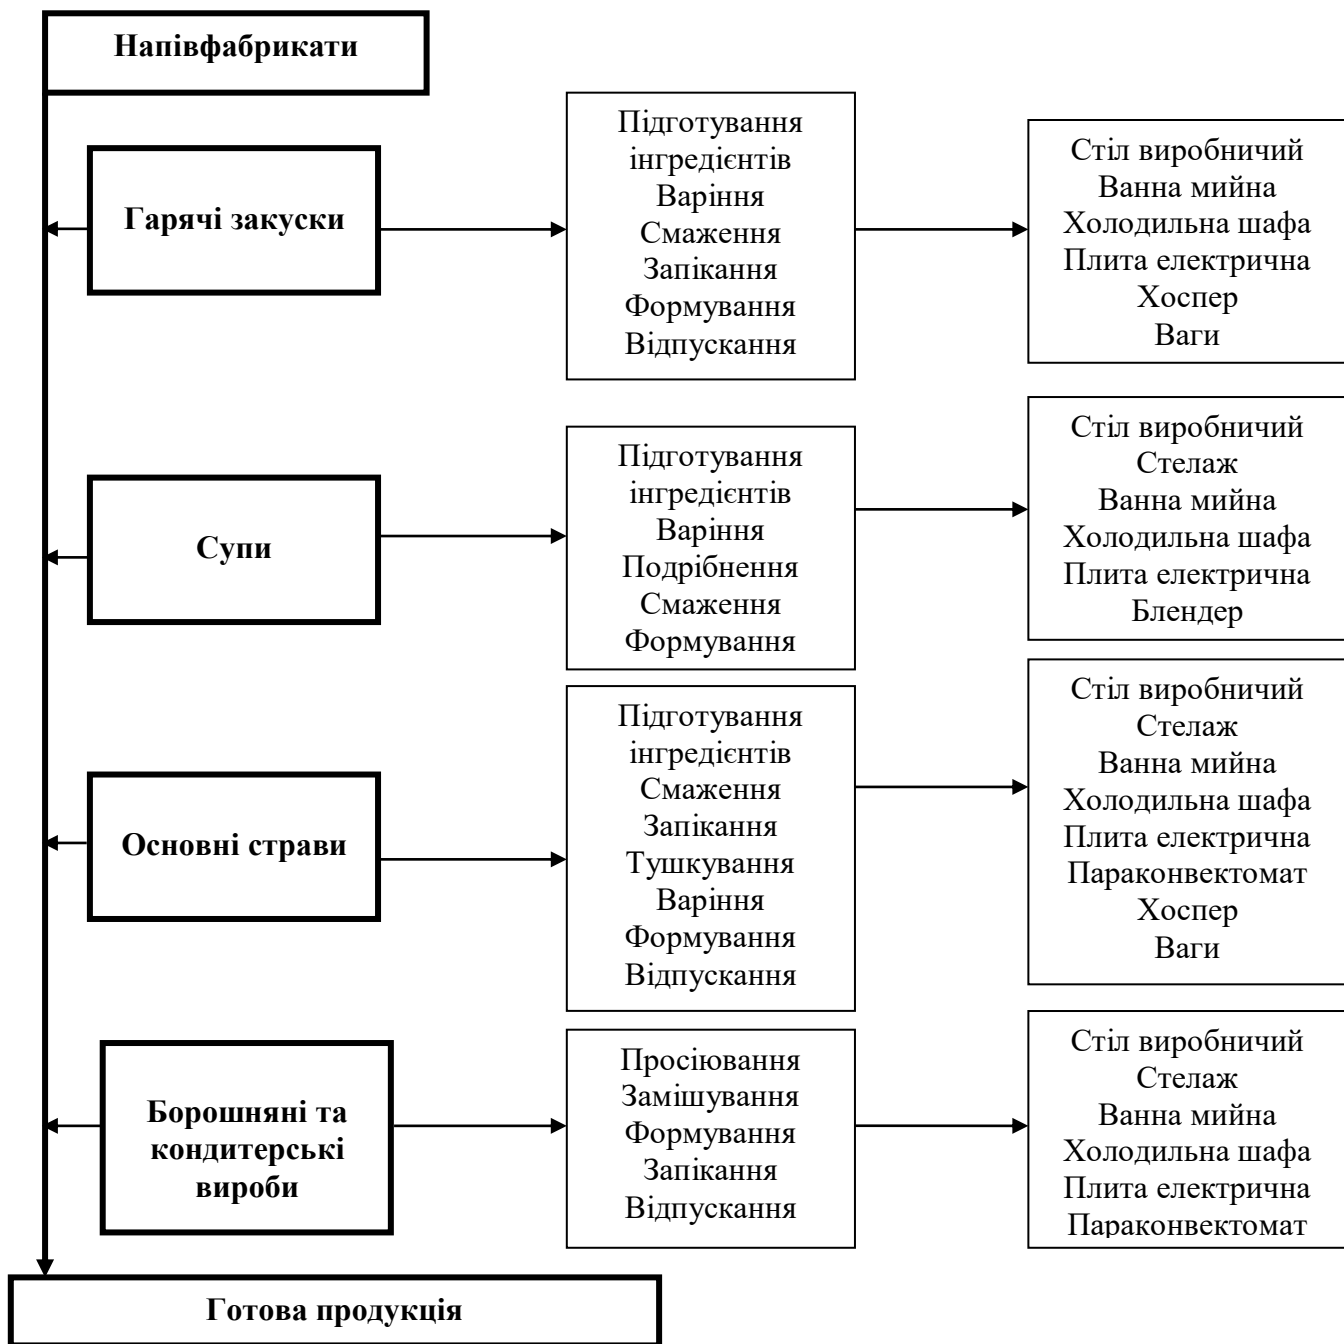 Напівфабрикати
Гарячі закуски
Підготування
інгредієнтів
Варіння
Смаження
Запікання
Формування
Відпускання
Стіл виробничий
Ванна мийна
Холодильна шафа
Плита електрична
Хоспер
Ваги
Супи
Підготування
інгредієнтів
Варіння
Подрібнення
Смаження
Формування
Стіл виробничий
Стелаж
Ванна мийна
Холодильна шафа
Плита електрична
Блендер
Основні страви
Підготування
інгредієнтів
Смаження
Запікання
Тушкування
Варіння
Формування
Відпускання
Стіл виробничий
Стелаж
Ванна мийна
Холодильна шафа
Плита електрична
Параконвектомат
Хоспер
Ваги
Борошняні та
кондитерські
вироби
Просіювання
Замішування
Формування
Запікання
Відпускання
Стіл виробничий
Стелаж
Ванна мийна
Холодильна шафа
Плита електрична
Параконвектомат
Готова продукція